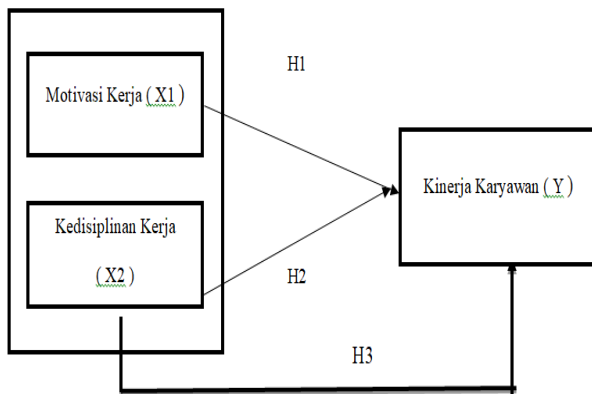 H1
Motivasi Kerja ( X1 )
Kinerja Karyawan ( Y )
Kedisiplinan Kerja
( X2 )
H2
H3